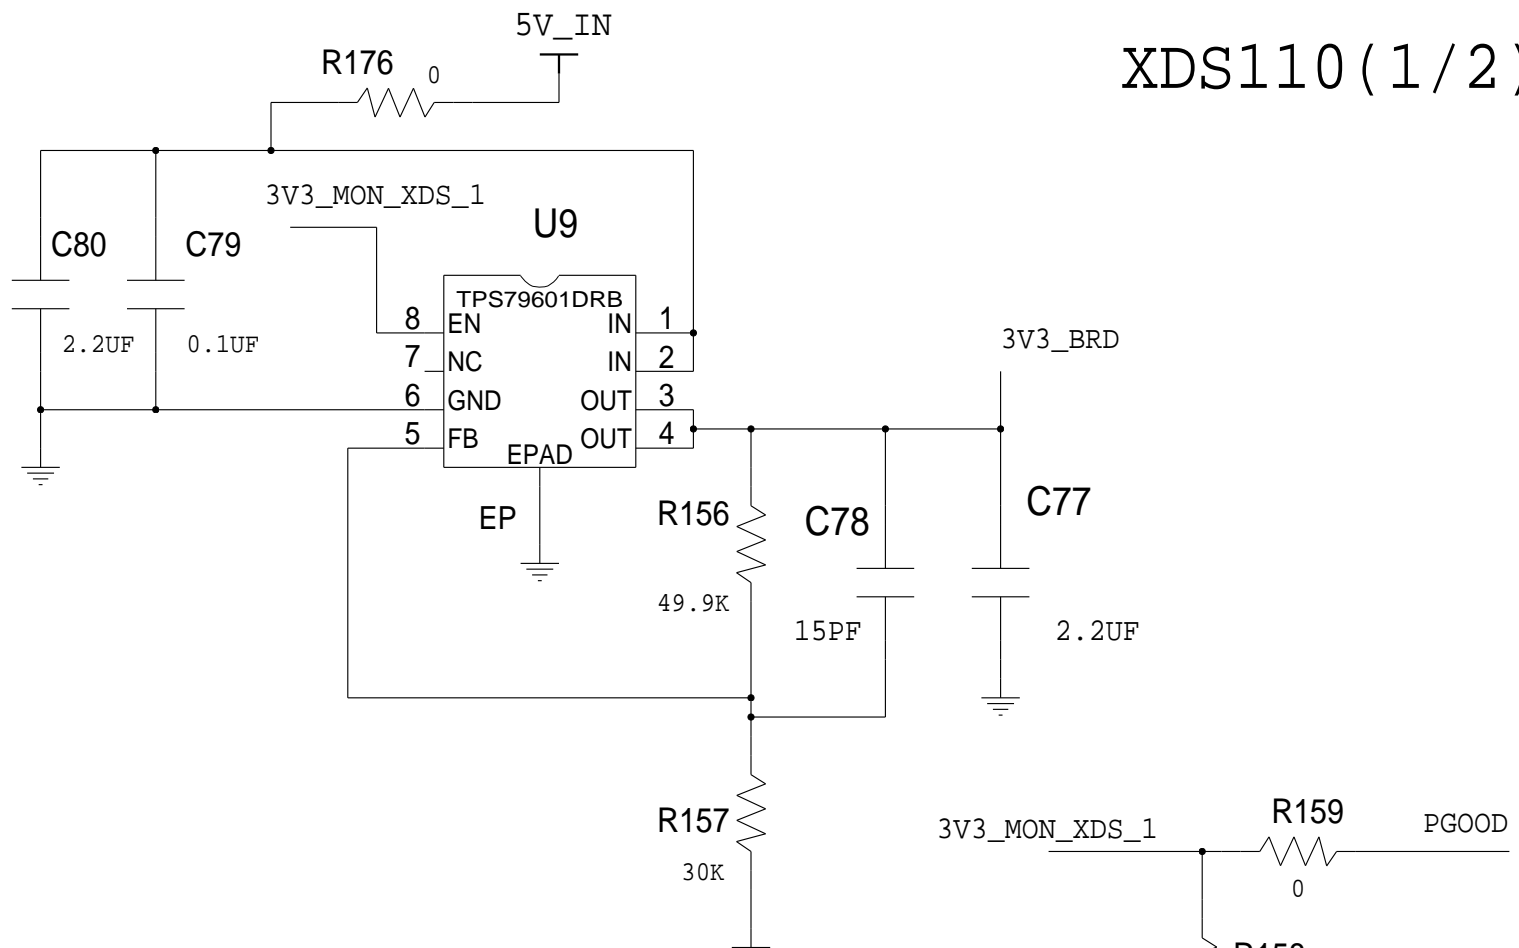 5V_IN
XDS110(1/2)
R176
0
3V3_MON_XDS_1
U9
C80
C79
TPS79601DRB
8 EN IN 1
2.2UF
0.1UF
3V3_BRD
7 NC IN 2
6 GND OUT 3
5 FB OUT 4
EPAD
EP
R156
C78
C77
49.9K
15PF
2.2UF
R157
3V3_MON_XDS_1
R159
PGOOD
30K
0